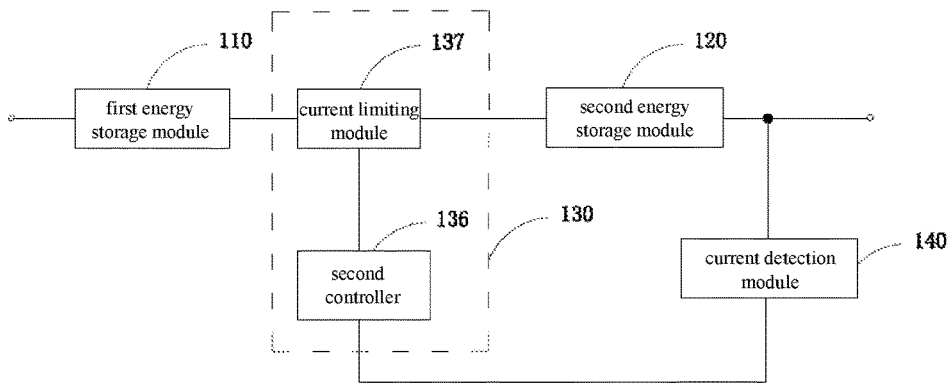 110
137
120
first energy
storage module
current limiting
module
second energy
storage module
136
130
140
second
controller
current detection
module